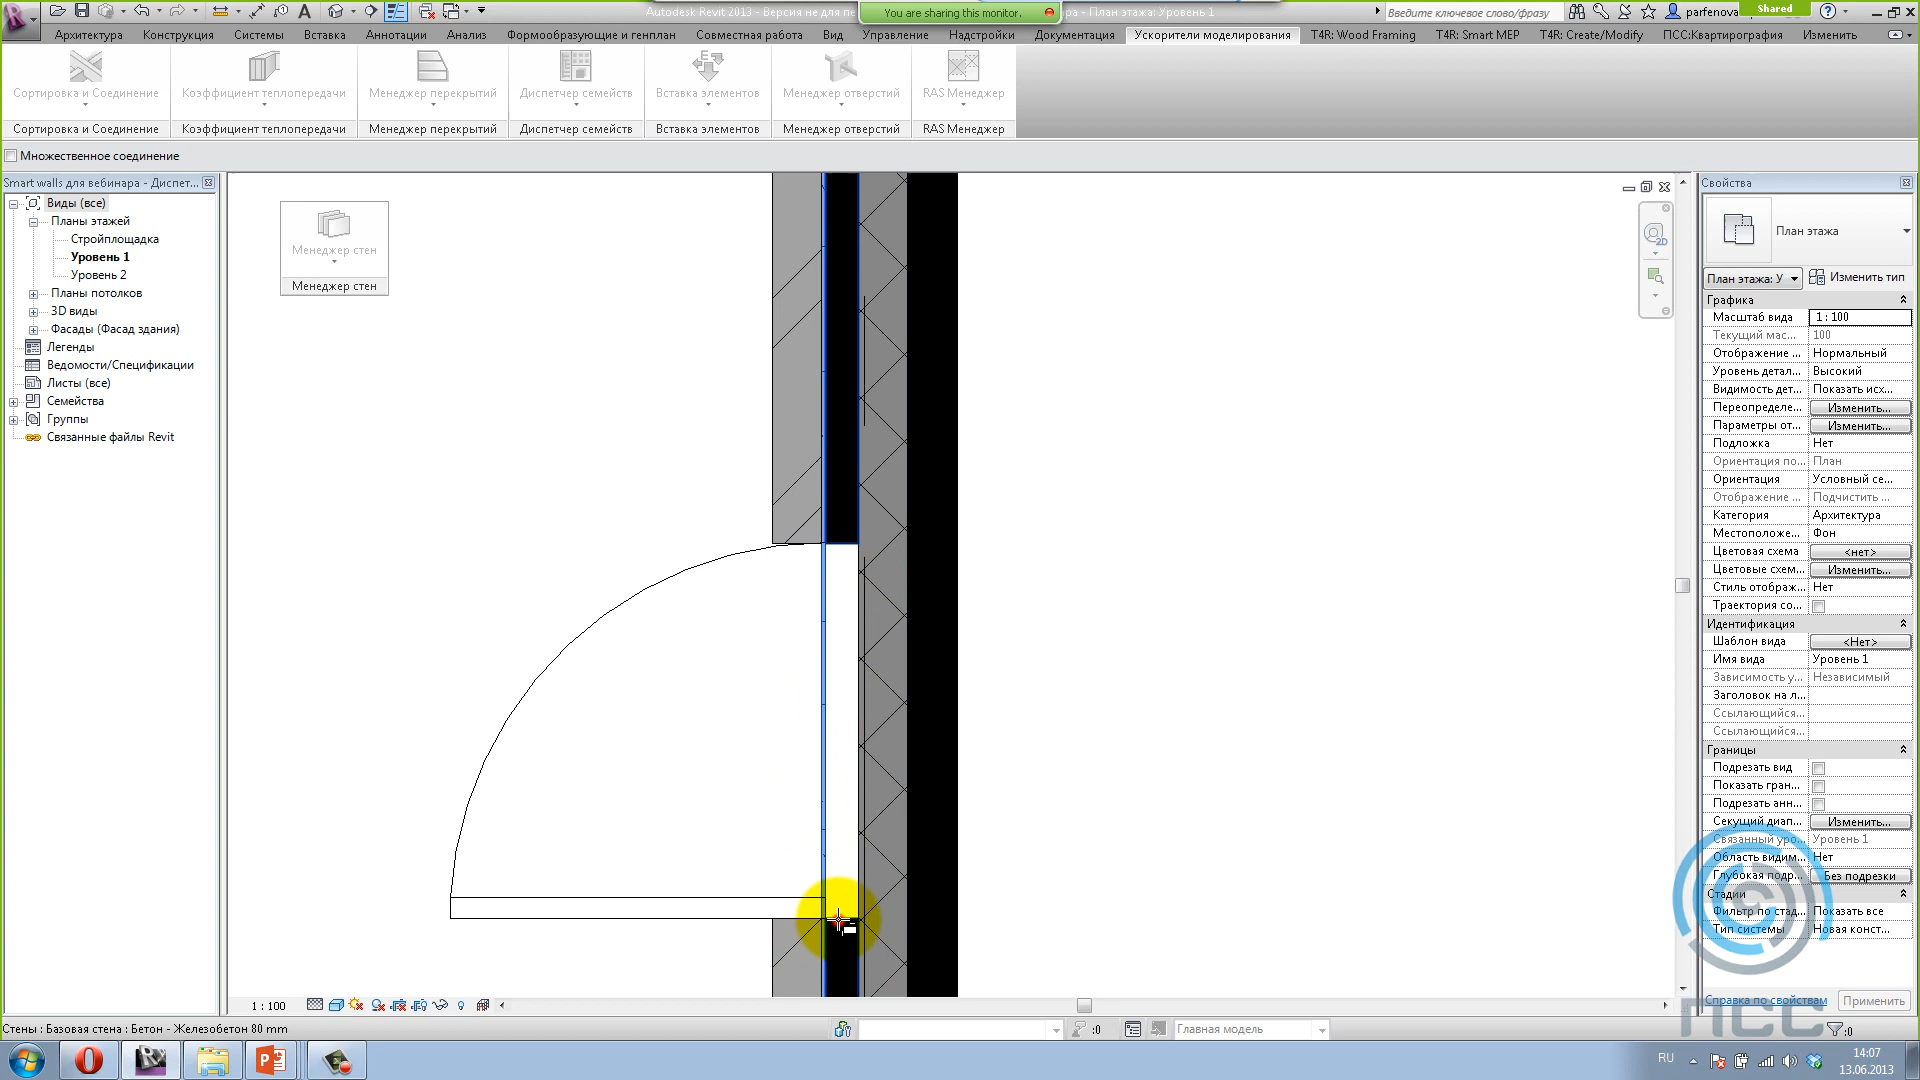 Autodesk Revit 2013 - Версия не для пе
You are sharing this monitor.
ра - План этажа: Уровень 1
Введите ключевое слово/фразу
parfenova
Shared
Архитектура
Конструкция
Системы
Вставка
Аннотации
Анализ
Формообразующие и генплан
Совместная работа
Вид
Управление
Надстройки
Документация
Ускорители моделирования
T4R: Wood Framing
T4R: Smart MEP
T4R: Create/Modify
ПСС:Квартирография
Изменить
Сортировка и Соединение
Коэффициент теплопередачи
Менеджер перекрытий
Диспетчер семейств
Вставка элементов
Менеджер отверстий
RAS Менеджер
Сортировка и Соединение
Коэффициент теплопередачи
Менеджер перекрытий
Диспетчер семейств
Вставка элементов
Менеджер отверстий
RAS Менеджер
Множественное соединение
Smart walls для вебинара - Диспет...
Виды (все)
Планы этажей
Стройплощадка
Уровень 1
Уровень 2
Планы потолков
3D виды
Фасады (Фасад здания)
Легенды
Ведомости/Спецификации
Листы (все)
Семейства
Группы
Связанные файлы Revit
Менеджер стен
Менеджер стен
2D
Свойства
План этажа
План этажа: У
Изменить тип
Графика
Масштаб вида 1 : 100
Текущий мас... 100
Отображение ... Нормальный
Уровень детал... Высокий
Видимость дет... Показать исх...
Переопределе... Изменить...
Параметры от... Изменить...
Подложка Нет
Ориентация по... План
Ориентация Условный се...
Отображение ... Подчистить ...
Категория Архитектура
Местоположе... Фон
Цветовая схема <нет>
Цветовые схем... Изменить...
Стиль отображ... Нет
Траектория со...
Идентификация
Шаблон вида <Нет>
Имя вида Уровень 1
Зависимость у... Независимый
Заголовок на л...
Ссылающийся...
Ссылающийся...
Границы
Подрезать вид
Показать гран...
Подрезать анн...
Секущий диап... Изменить...
Связанный уро... Уровень 1
Область видим... Нет
Глубокая подр... Без подрезки
Стадии
Фильтр по стад... Показать все
Тип системы Новая конст...
Справка по свойствам
Применить
ПСС
1 : 100
Стены : Базовая стена : Бетон - Железобетон 80 mm
:0
Главная модель
:0
RU
14:07
13.06.2013